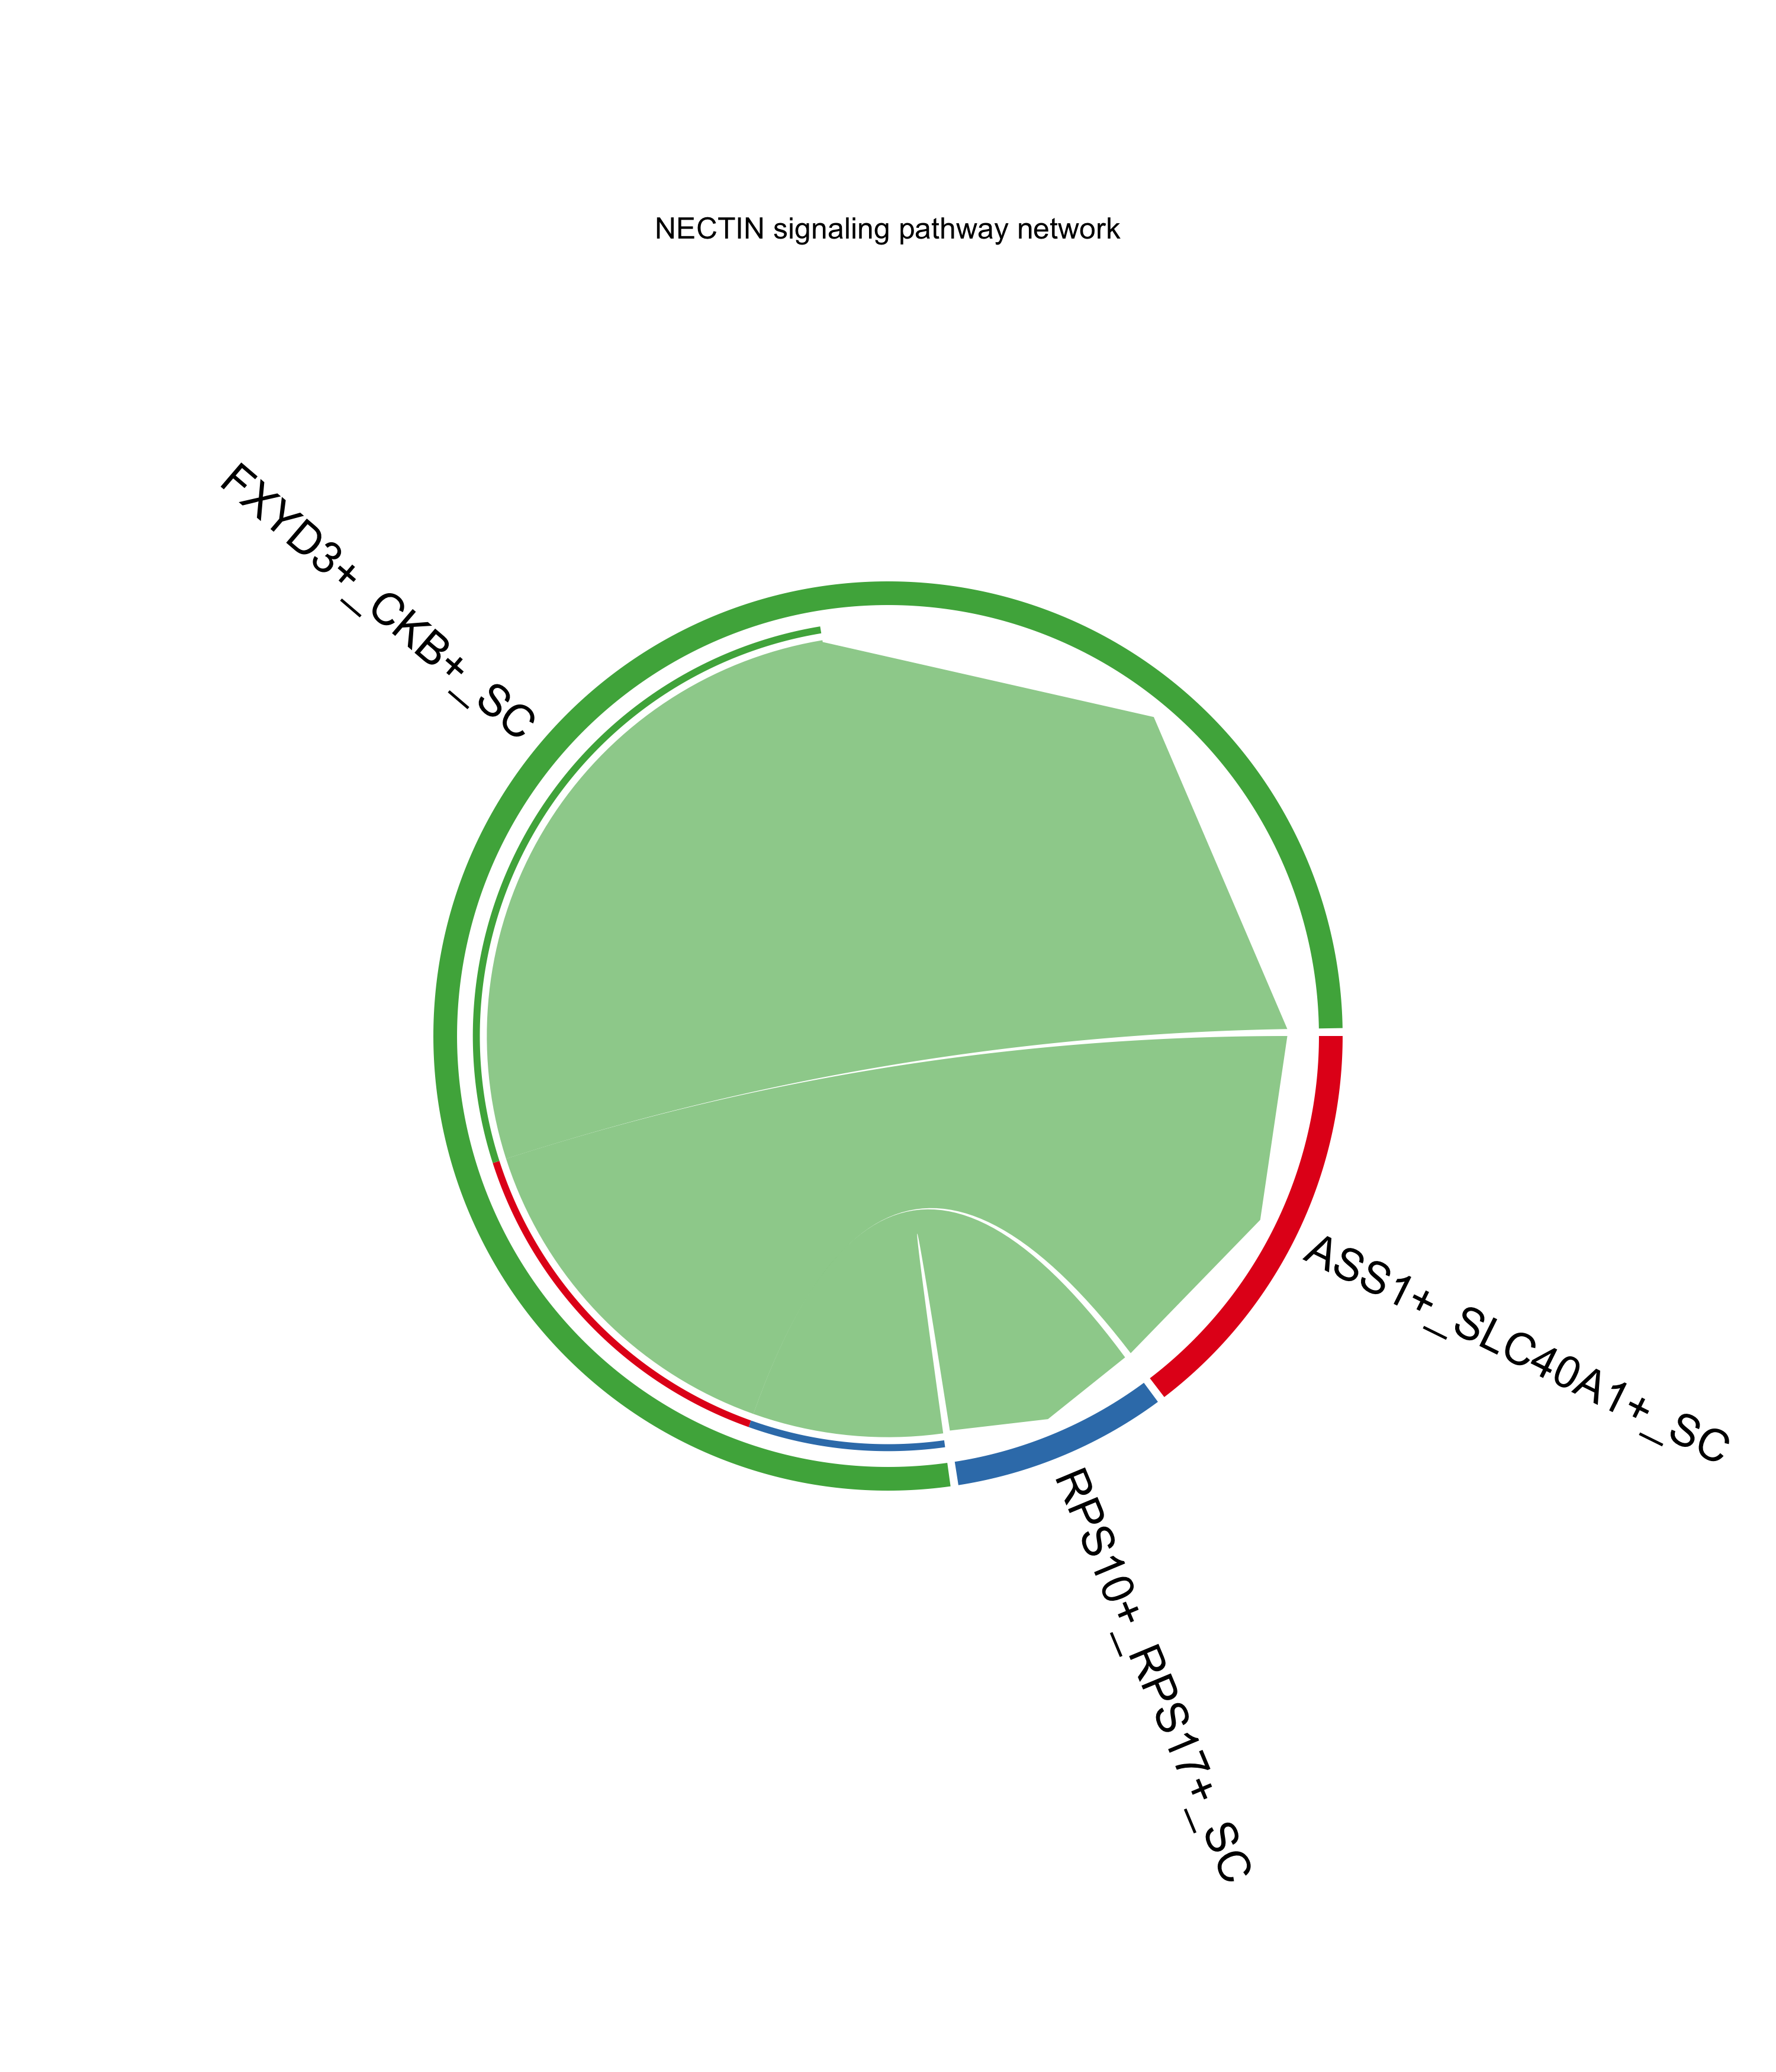 NECTIN signaling pathway network
FXYD3+_CKB+_SC
ASS1+_SLC40A1+_SC
RPS10+_RPS17+_SC